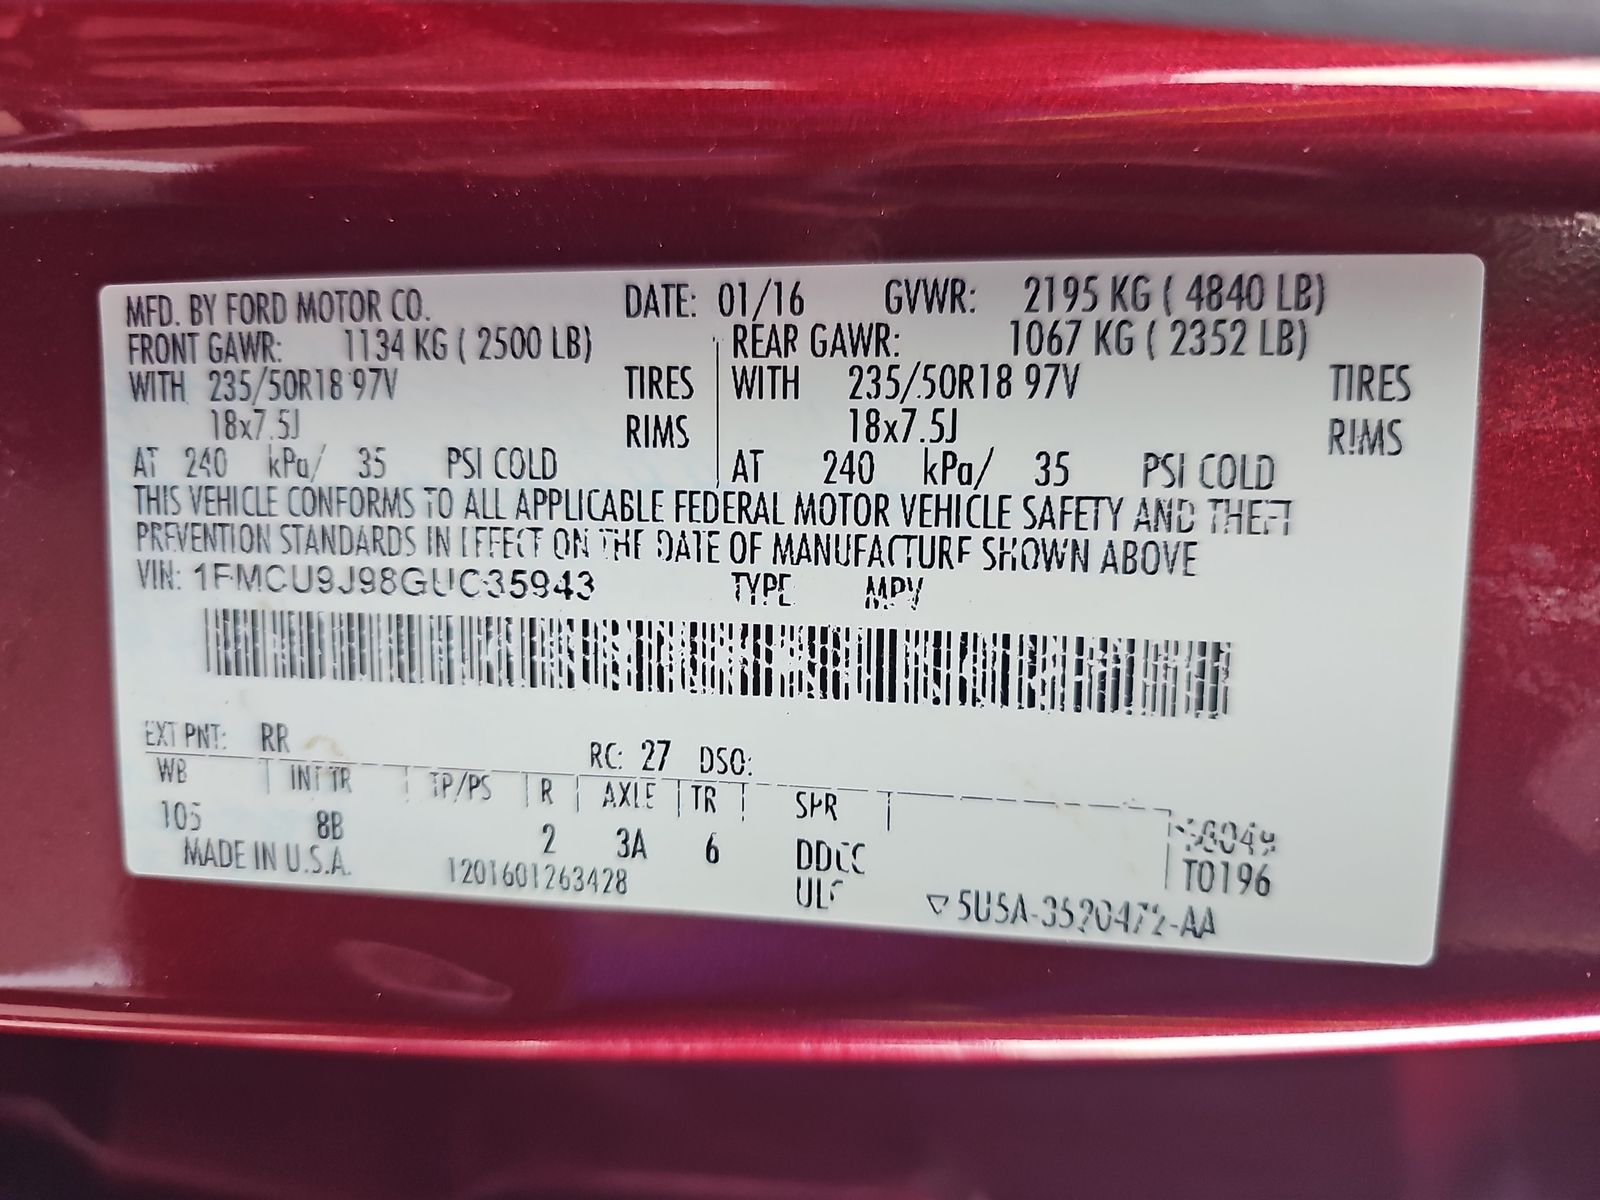 MFD. BY FORD MOTOR CO. DATE: 01/16 GVWR: 2195 KG ( 4840 LB)
FRONT GAWR: 1134 KG ( 2500 LB) REAR GAWR: 1067 KG ( 2352 LB)
WITH 235/50R18 97V TIRES WITH 235/50R18 97V TIRES
18x7.5J RIMS 18x7.5J RIMS
AT 240 kPa/ 35 PSI COLD AT 240 kPa/ 35 PSI COLD
THIS VEHICLE CONFORMS TO ALL APPLICABLE FEDERAL MOTOR VEHICLE SAFETY AND THEFT
PREVENTION STANDARDS IN EFFECT ON THE DATE OF MANUFACTURE SHOWN ABOVE
VIN: 1FMCU9J98GUC35943 TYPE MPV
EXT PNT: RR RC: 27 DSO:
WB INT TR TP/PS R AXLE TR SPR
105 8B 2 3A 6 DDCC
T0196
MADE IN U.S.A. 1201601263428
5U5A-3520472-AA